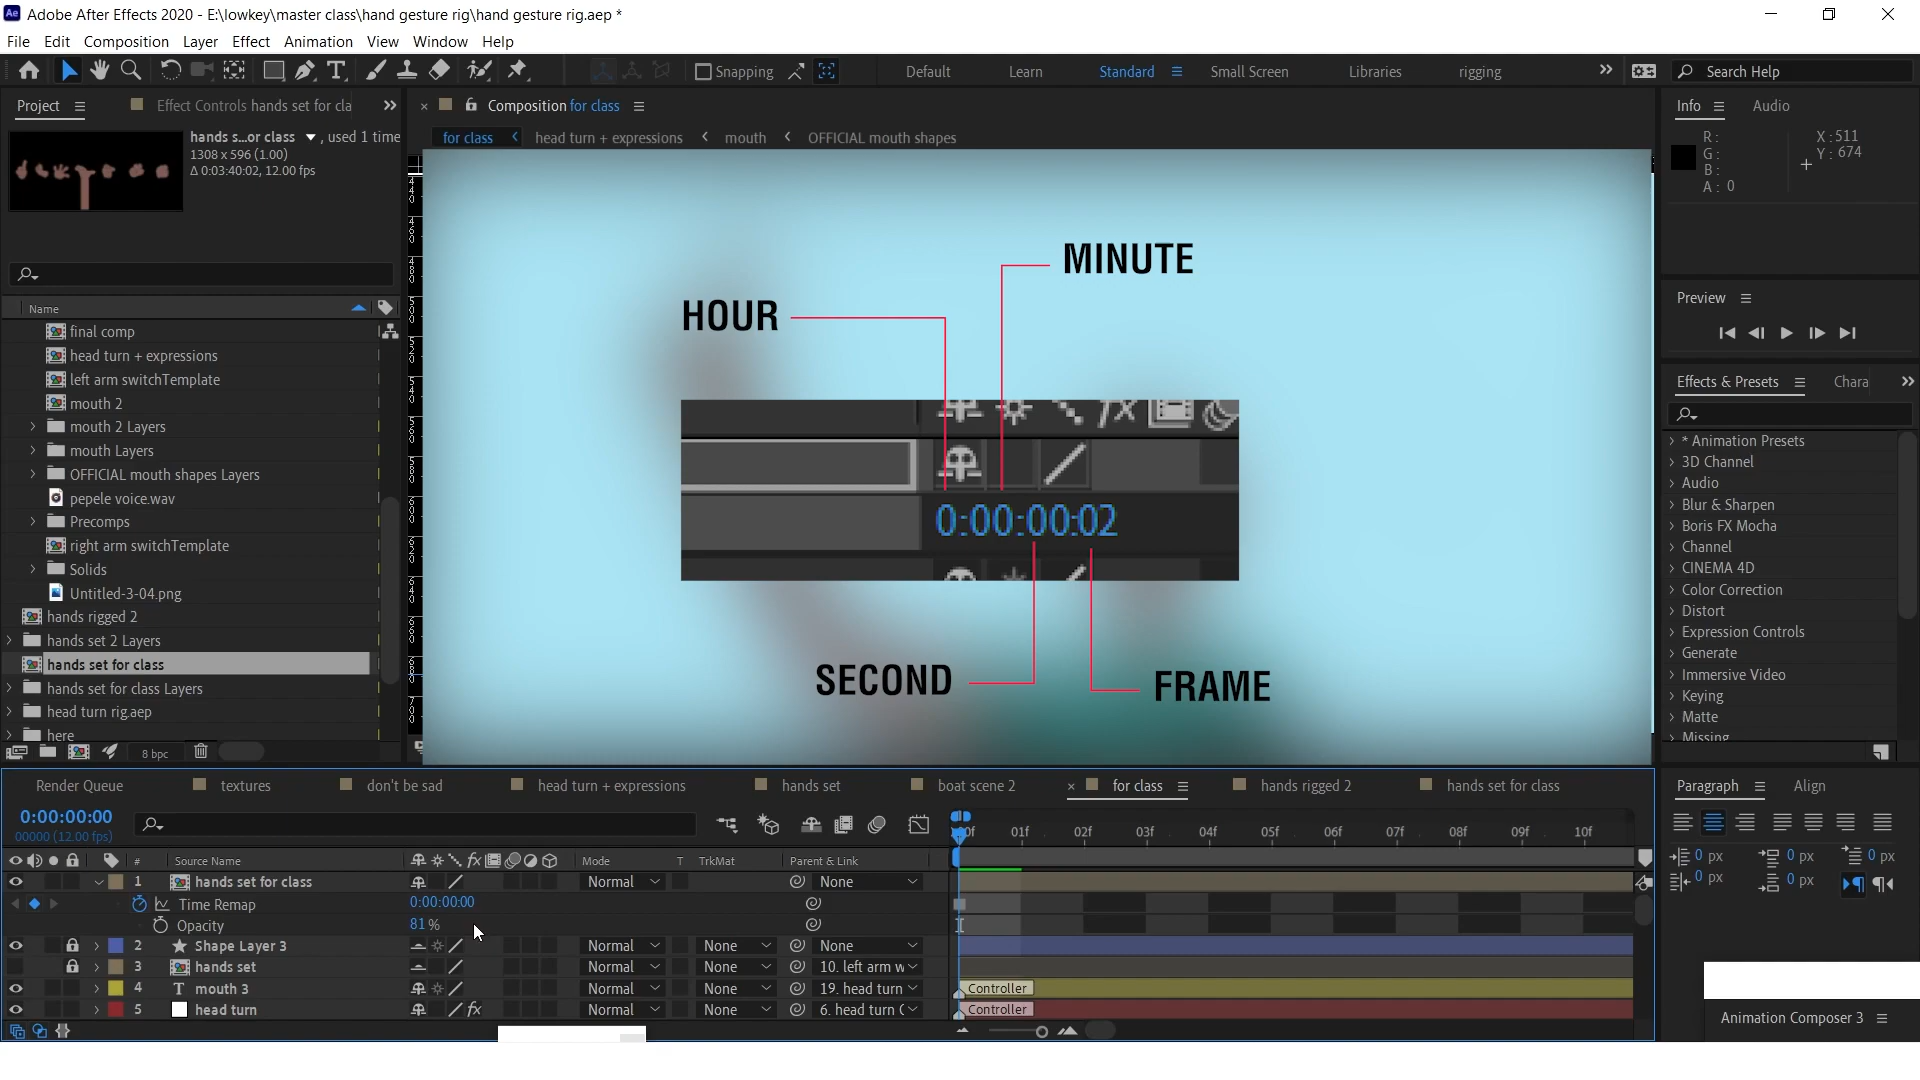 Adobe After Effects 2020 - E:\lowkey\master class\hand gesture rig\hand gesture rig.aep *
File Edit Composition Layer Effect Animation View Window Help
Snapping Default Learn Standard Small Screen Libraries rigging Search Help
Project Effect Controls hands set for cla
Composition for class
Info Audio
for class head turn + expressions mouth OFFICIAL mouth shapes
hands s...or class , used 1 time
1308 x 596 (1.00)
Δ 0:03:40:02, 12.00 fps
R: X: 511
G: Y: 674
B:
A: 0
Name
final comp
head turn + expressions
left arm switchTemplate
mouth 2
mouth 2 Layers
mouth Layers
OFFICIAL mouth shapes Layers
pepele voice.wav
Precomps
right arm switchTemplate
Solids
Untitled-3-04.png
hands rigged 2
hands set 2 Layers
hands set for class
hands set for class Layers
head turn rig.aep
here
8 bpc
MINUTE
HOUR
fx
0:00:00:02
SECOND
FRAME
Preview
Effects & Presets Chara
* Animation Presets
3D Channel
Audio
Blur & Sharpen
Boris FX Mocha
Channel
CINEMA 4D
Color Correction
Distort
Expression Controls
Generate
Immersive Video
Keying
Matte
Missing
Render Queue textures don't be sad head turn + expressions hands set boat scene 2 for class hands rigged 2 hands set for class
0:00:00:00
00000 (12.00 fps)
01f 02f 03f 04f 05f 06f 07f 08f 09f 10f
# Source Name fx Mode T TrkMat Parent & Link
1 hands set for class Normal None
Time Remap 0:00:00:00
Opacity 81 %
2 Shape Layer 3 Normal None None
3 hands set Normal None 10. left arm w
4 T mouth 3 Normal None 19. head turn Controller
5 head turn fx Normal None 6. head turn C Controller
Paragraph Align
0 px 0 px 0 px
0 px 0 px
Animation Composer 3